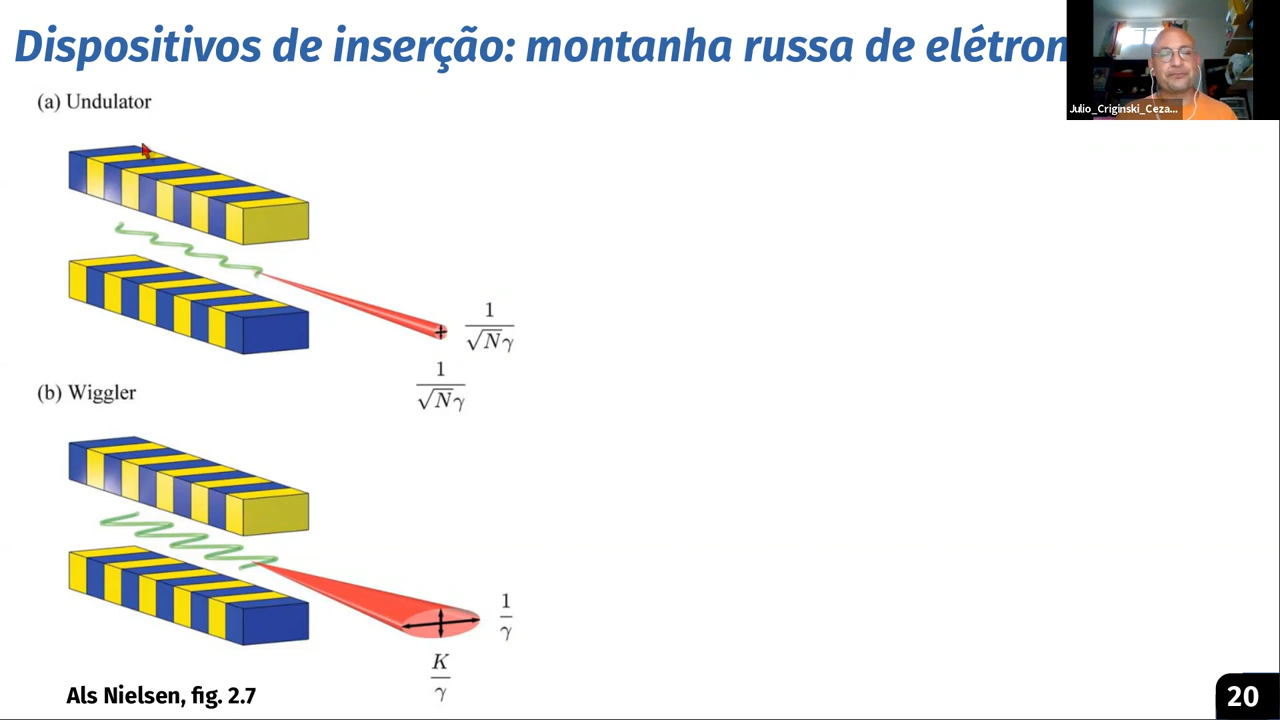 Dispositivos de inserção: montanha russa de elétron
Julio_Criginski_Ceza...
(a) Undulator
1
√N γ
1
√N γ
(b) Wiggler
1
γ
K
γ
Als Nielsen, fig. 2.7
20